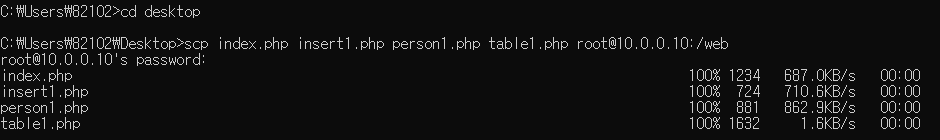 C:₩Users₩82102>cd desktop
C:₩Users₩82102₩Desktop>scp index.php insert1.php person1.php table1.php root@10.0.0.10:/web
root@10.0.0.10's password:
index.php 100% 1234 687.0KB/s 00:00
insert1.php 100% 724 710.6KB/s 00:00
person1.php 100% 881 862.9KB/s 00:00
table1.php 100% 1632 1.6KB/s 00:00